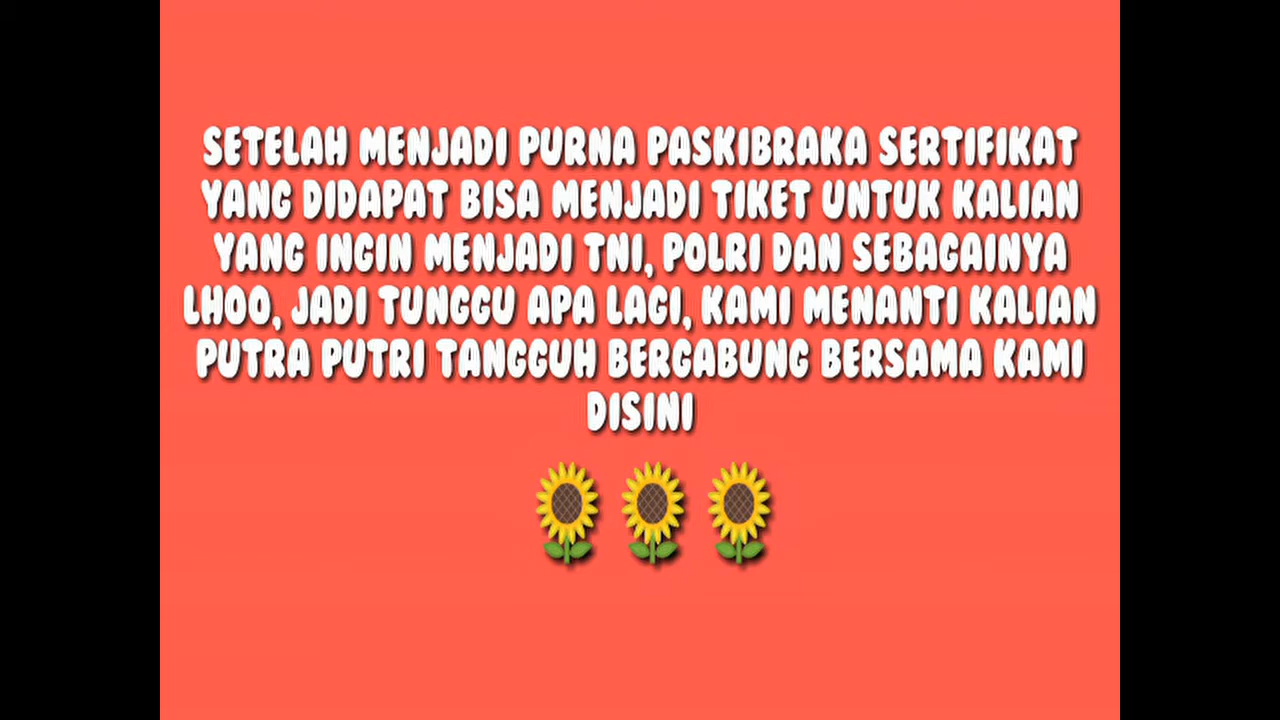 SETELAH MENJADI PURNA PASKIBRAKA SERTIFIKAT
YANG DIDAPAT BISA MENJADI TIKET UNTUK KALIAN
YANG INGIN MENJADI TNI, POLRI DAN SEBAGAINYA
LHOO, JADI TUNGGU APA LAGI, KAMI MENANTI KALIAN
PUTRA PUTRI TANGGUH BERGABUNG BERSAMA KAMI
DISINI